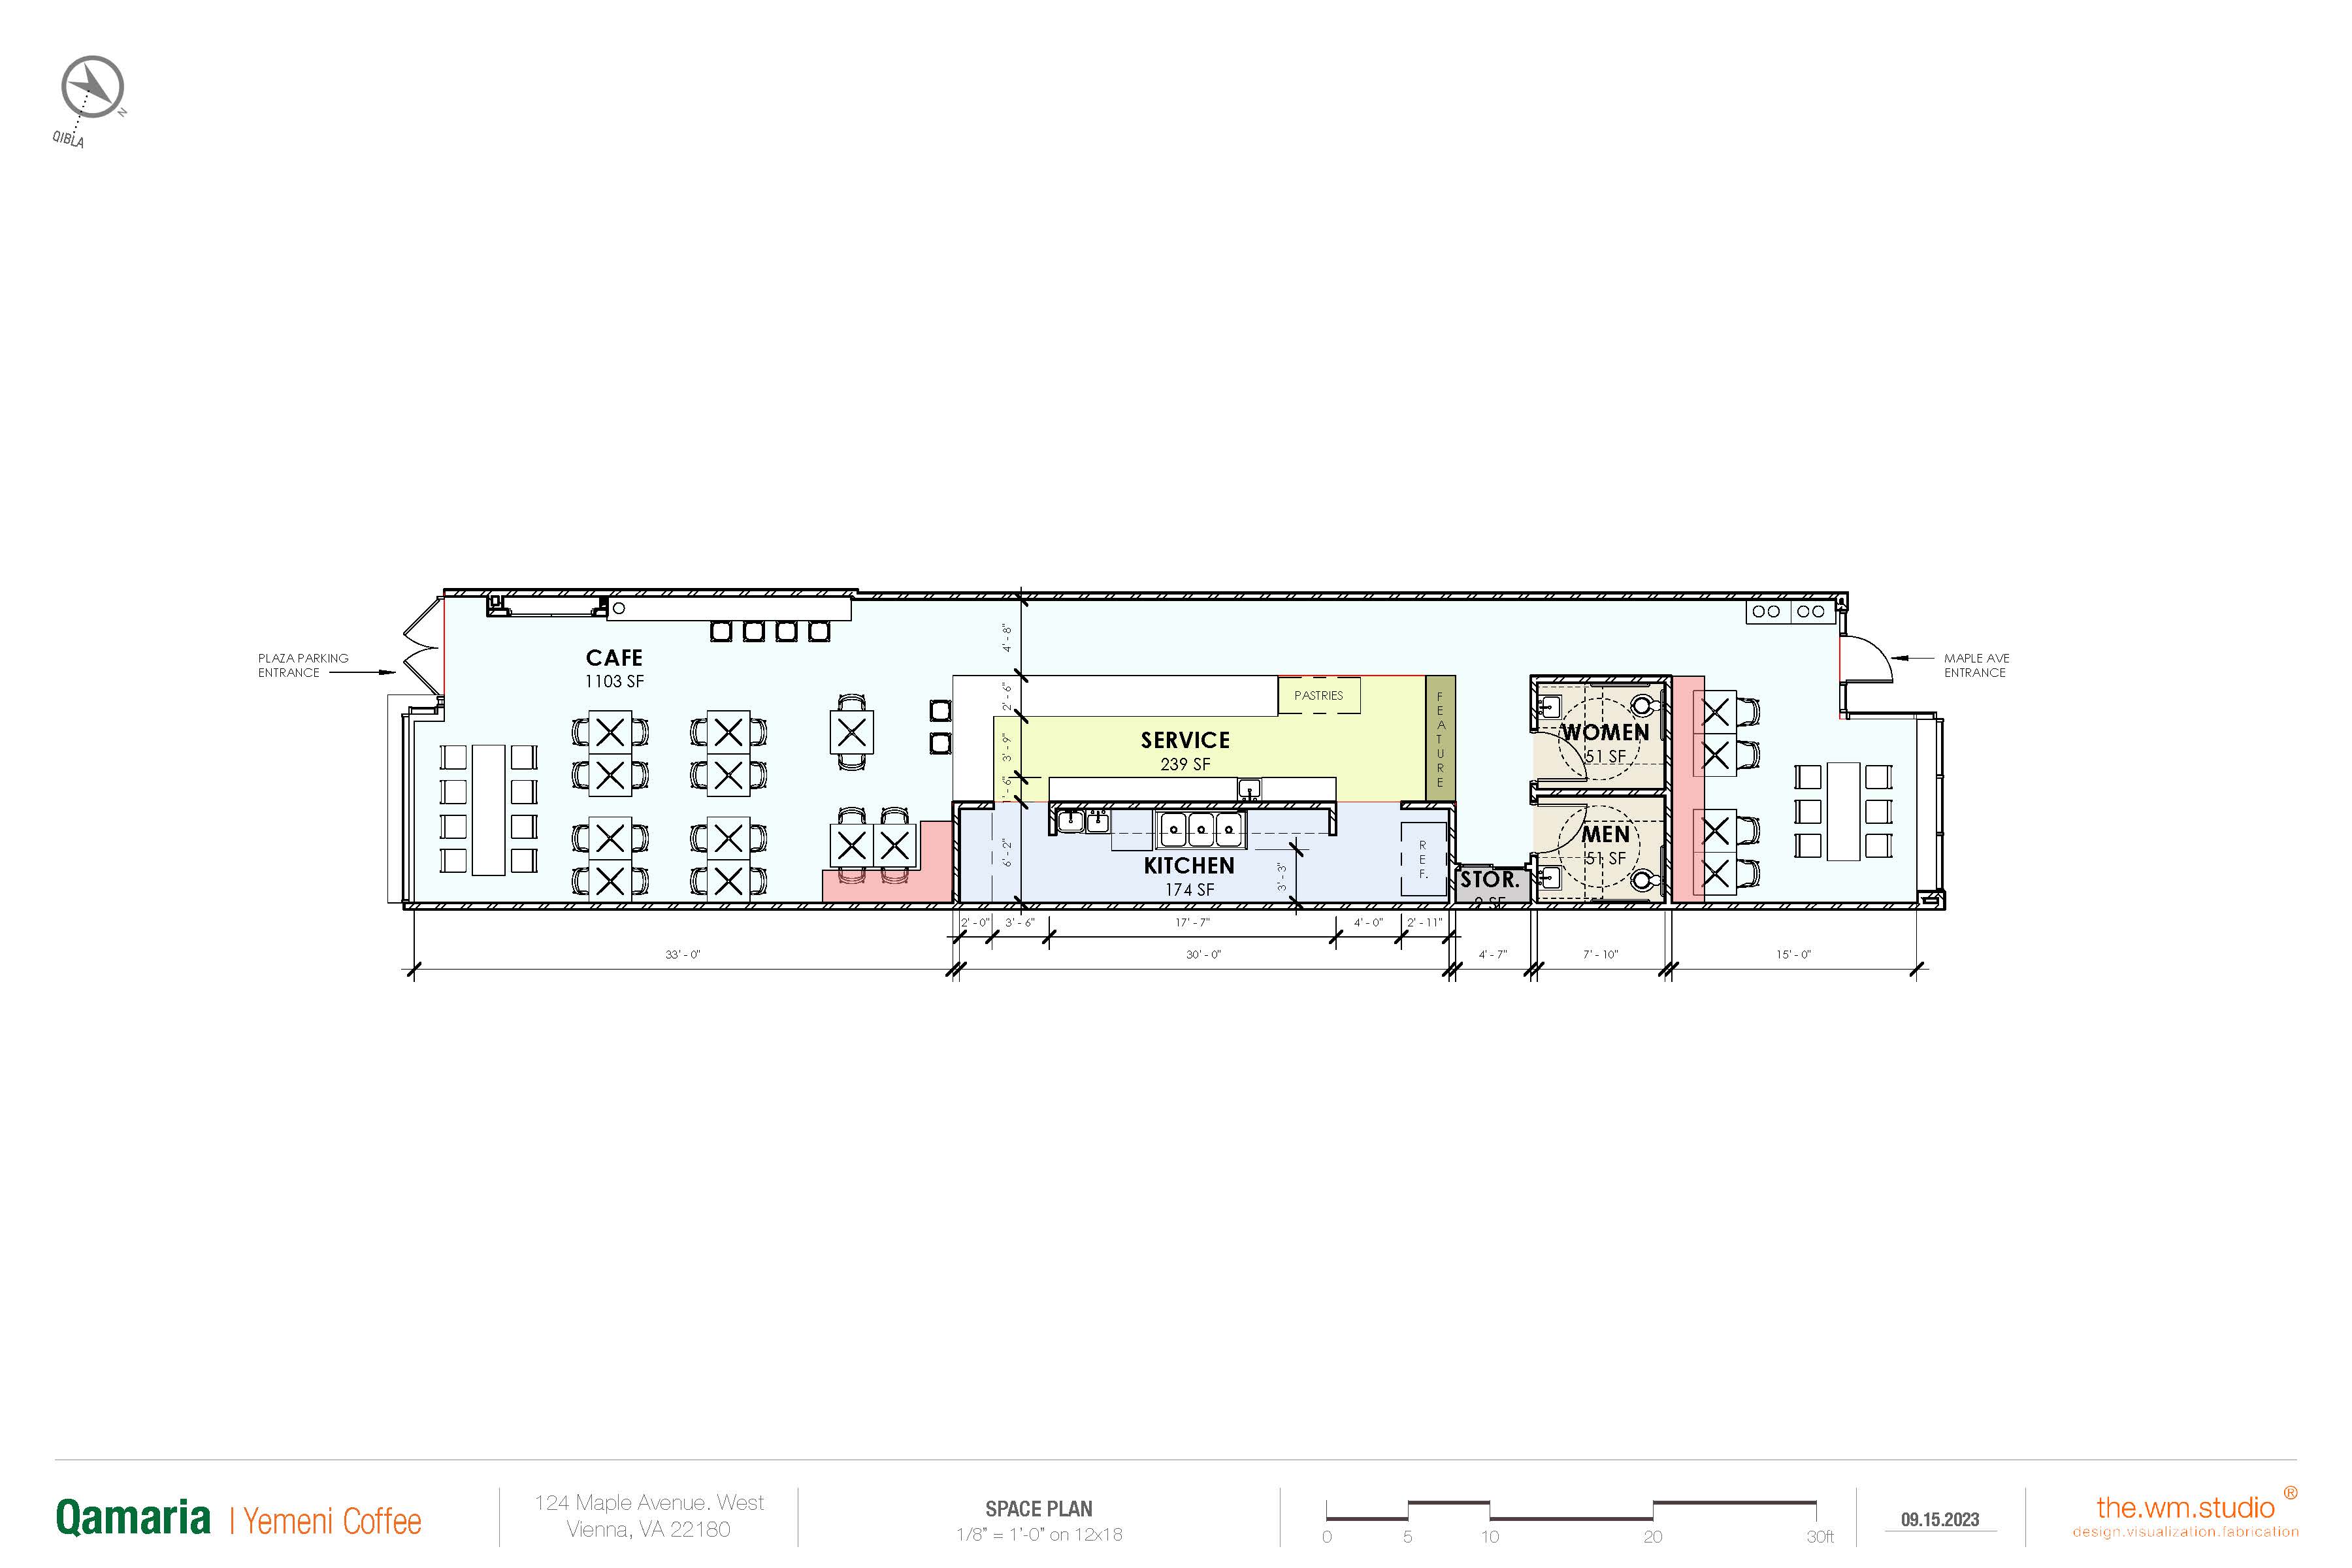 N
QIBLA
PLAZA PARKING
ENTRANCE
CAFE
1103 SF
4' - 8"
2' - 6"
3' - 9"
1' - 6"
6' - 2"
PASTRIES
FEATURE
SERVICE
239 SF
KITCHEN
174 SF
3' - 3"
REF.
STOR.
9 SF
WOMEN
51 SF
MEN
51 SF
MAPLE AVE
ENTRANCE
2' - 0"
3' - 6"
17' - 7"
4' - 0"
2' - 11"
33' - 0"
30' - 0"
4' - 7"
7' - 10"
15' - 0"
Qamaria | Yemeni Coffee
124 Maple Avenue. West
Vienna, VA 22180
SPACE PLAN
1/8” = 1’-0” on 12x18
0 5 10 20 30ft
09.15.2023
the.wm.studio ®
design.visualization.fabrication